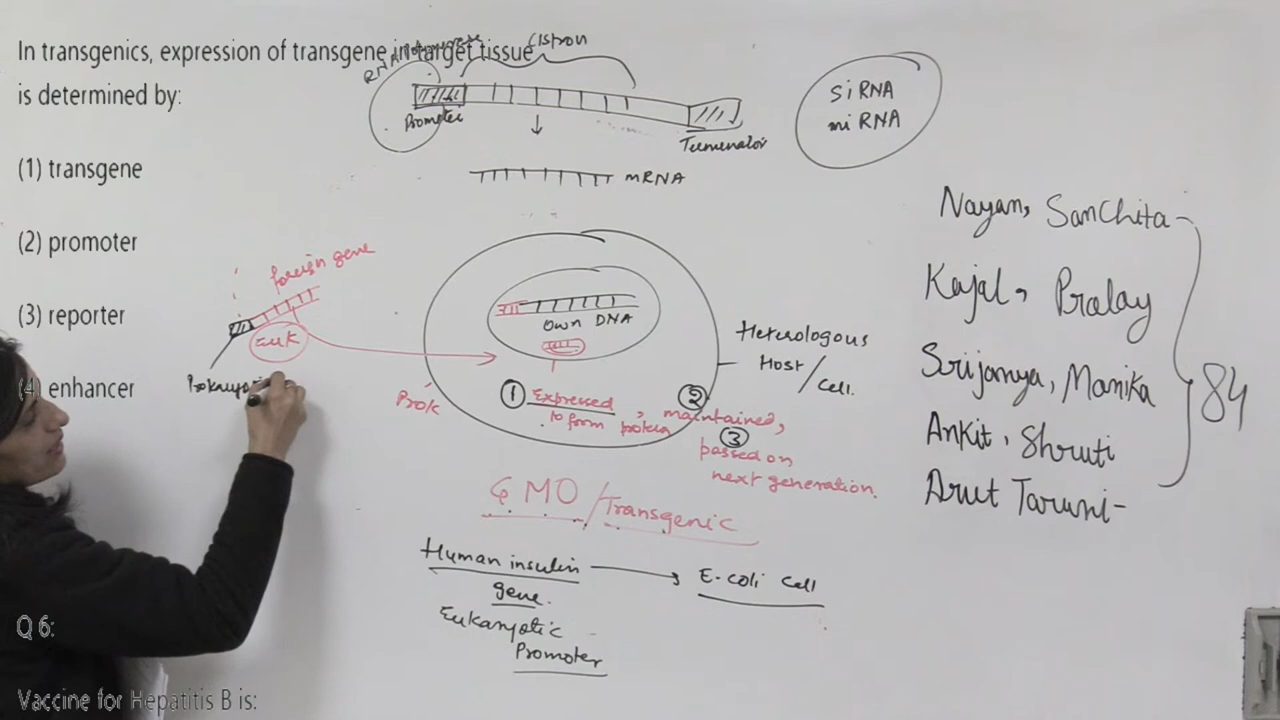 In transgenics, expression of transgene in target tissue
is determined by:
(1) transgene
(2) promoter
(3) reporter
(4) enhancer
Q 6:
Vaccine for Hepatitis B is:
RNA Polymerase
Cistron
Promoter
Terminator
mRNA
SiRNA
miRNA
foreign gene
Euk
Prok
own DNA
Heterologous
Host /
Cell.
① Expressed
to form protein
, ② maintained,
③ passed on
next generation.
GMO/Transgenic
Human insulin
gene.
E-coli cell
Eukaryotic
Promoter
Nayan, Sanchita-
Kajal, Pralay
Srijanya, Manika
Ankit, Shruti
Taruni-
84